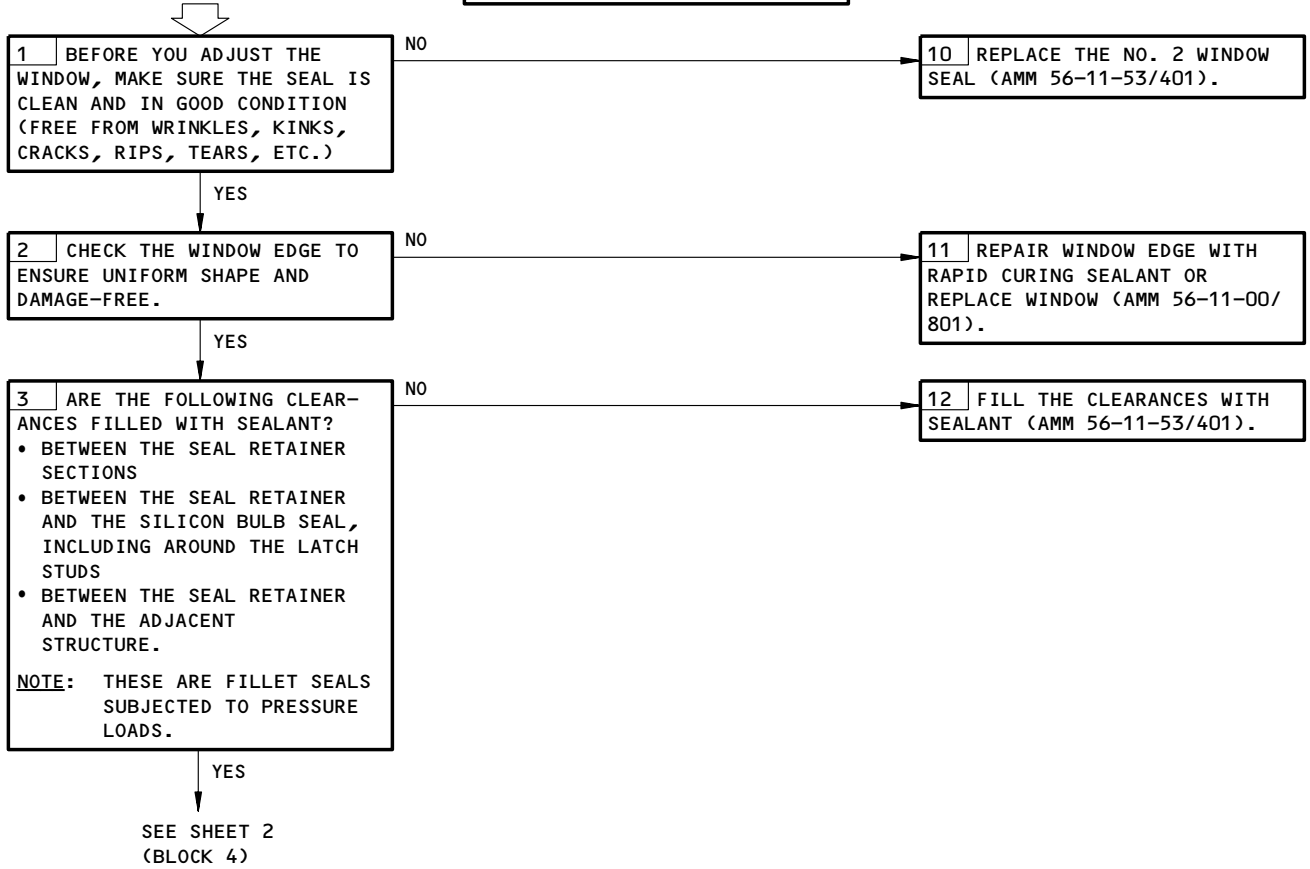 1 BEFORE YOU ADJUST THE
WINDOW, MAKE SURE THE SEAL IS
CLEAN AND IN GOOD CONDITION
(FREE FROM WRINKLES, KINKS,
CRACKS, RIPS, TEARS, ETC.)
NO
10 REPLACE THE NO. 2 WINDOW
SEAL (AMM 56-11-53/401).
YES
2 CHECK THE WINDOW EDGE TO
ENSURE UNIFORM SHAPE AND
DAMAGE-FREE.
NO
11 REPAIR WINDOW EDGE WITH
RAPID CURING SEALANT OR
REPLACE WINDOW (AMM 56-11-00/
801).
YES
3 ARE THE FOLLOWING CLEAR-
ANCES FILLED WITH SEALANT?
• BETWEEN THE SEAL RETAINER
SECTIONS
• BETWEEN THE SEAL RETAINER
AND THE SILICON BULB SEAL,
INCLUDING AROUND THE LATCH
STUDS
• BETWEEN THE SEAL RETAINER
AND THE ADJACENT
STRUCTURE.
NOTE: THESE ARE FILLET SEALS
SUBJECTED TO PRESSURE
LOADS.
NO
12 FILL THE CLEARANCES WITH
SEALANT (AMM 56-11-53/401).
YES
SEE SHEET 2
(BLOCK 4)